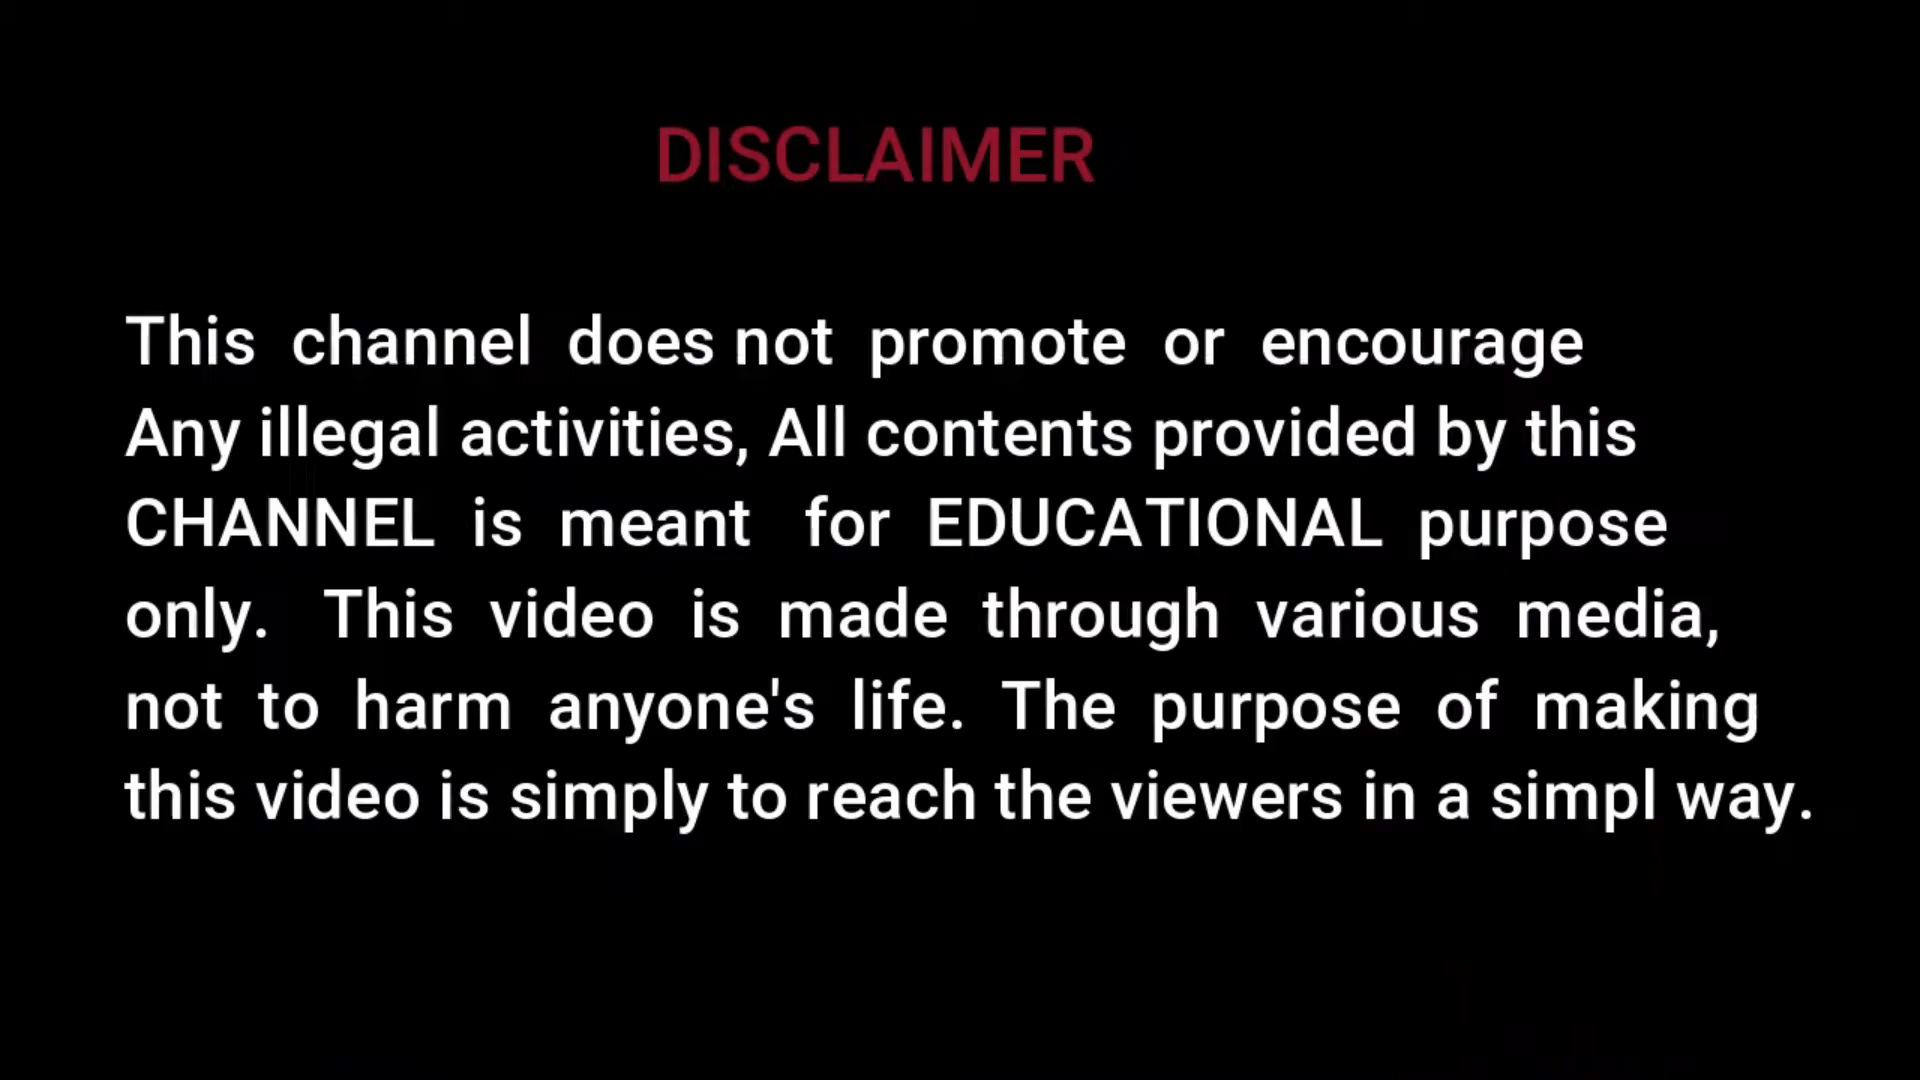 DISCLAIMER
This channel does not promote or encourage
Any illegal activities, All contents provided by this
CHANNEL is meant for EDUCATIONAL purpose
only. This video is made through various media,
not to harm anyone's life. The purpose of making
this video is simply to reach the viewers in a simpl way.